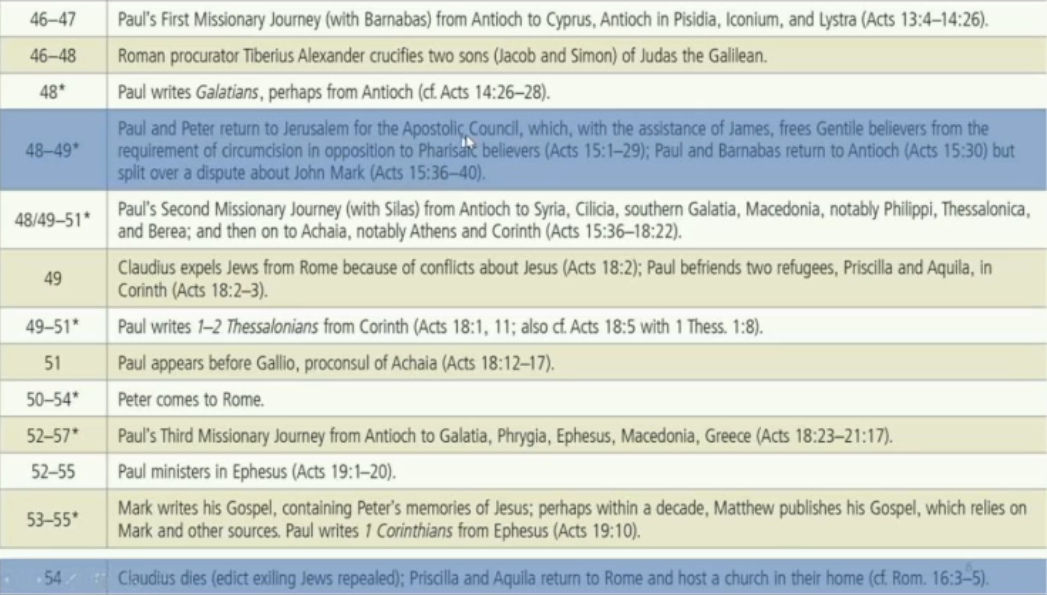 46–47 Paul's First Missionary Journey (with Barnabas) from Antioch to Cyprus, Antioch in Pisidia, Iconium, and Lystra (Acts 13:4–14:26).
46–48 Roman procurator Tiberius Alexander crucifies two sons (Jacob and Simon) of Judas the Galilean.
48* Paul writes Galatians, perhaps from Antioch (cf. Acts 14:26–28).
Paul and Peter return to Jerusalem for the Apostolic Council, which, with the assistance of James, frees Gentile believers from the
48–49* requirement of circumcision in opposition to Pharisaic believers (Acts 15:1–29); Paul and Barnabas return to Antioch (Acts 15:30) but
split over a dispute about John Mark (Acts 15:36–40).
48/49–51* Paul's Second Missionary Journey (with Silas) from Antioch to Syria, Cilicia, southern Galatia, Macedonia, notably Philippi, Thessalonica,
and Berea; and then on to Achaia, notably Athens and Corinth (Acts 15:36–18:22).
49 Claudius expels Jews from Rome because of conflicts about Jesus (Acts 18:2); Paul befriends two refugees, Priscilla and Aquila, in
Corinth (Acts 18:2–3).
49–51* Paul writes 1–2 Thessalonians from Corinth (Acts 18:1, 11; also cf. Acts 18:5 with 1 Thess. 1:8).
51 Paul appears before Gallio, proconsul of Achaia (Acts 18:12–17).
50–54* Peter comes to Rome.
52–57* Paul's Third Missionary Journey from Antioch to Galatia, Phrygia, Ephesus, Macedonia, Greece (Acts 18:23–21:17).
52–55 Paul ministers in Ephesus (Acts 19:1–20).
53–55* Mark writes his Gospel, containing Peter's memories of Jesus; perhaps within a decade, Matthew publishes his Gospel, which relies on
Mark and other sources. Paul writes 1 Corinthians from Ephesus (Acts 19:10).
54 Claudius dies (edict exiling Jews repealed); Priscilla and Aquila return to Rome and host a church in their home (cf. Rom. 16:3–5).